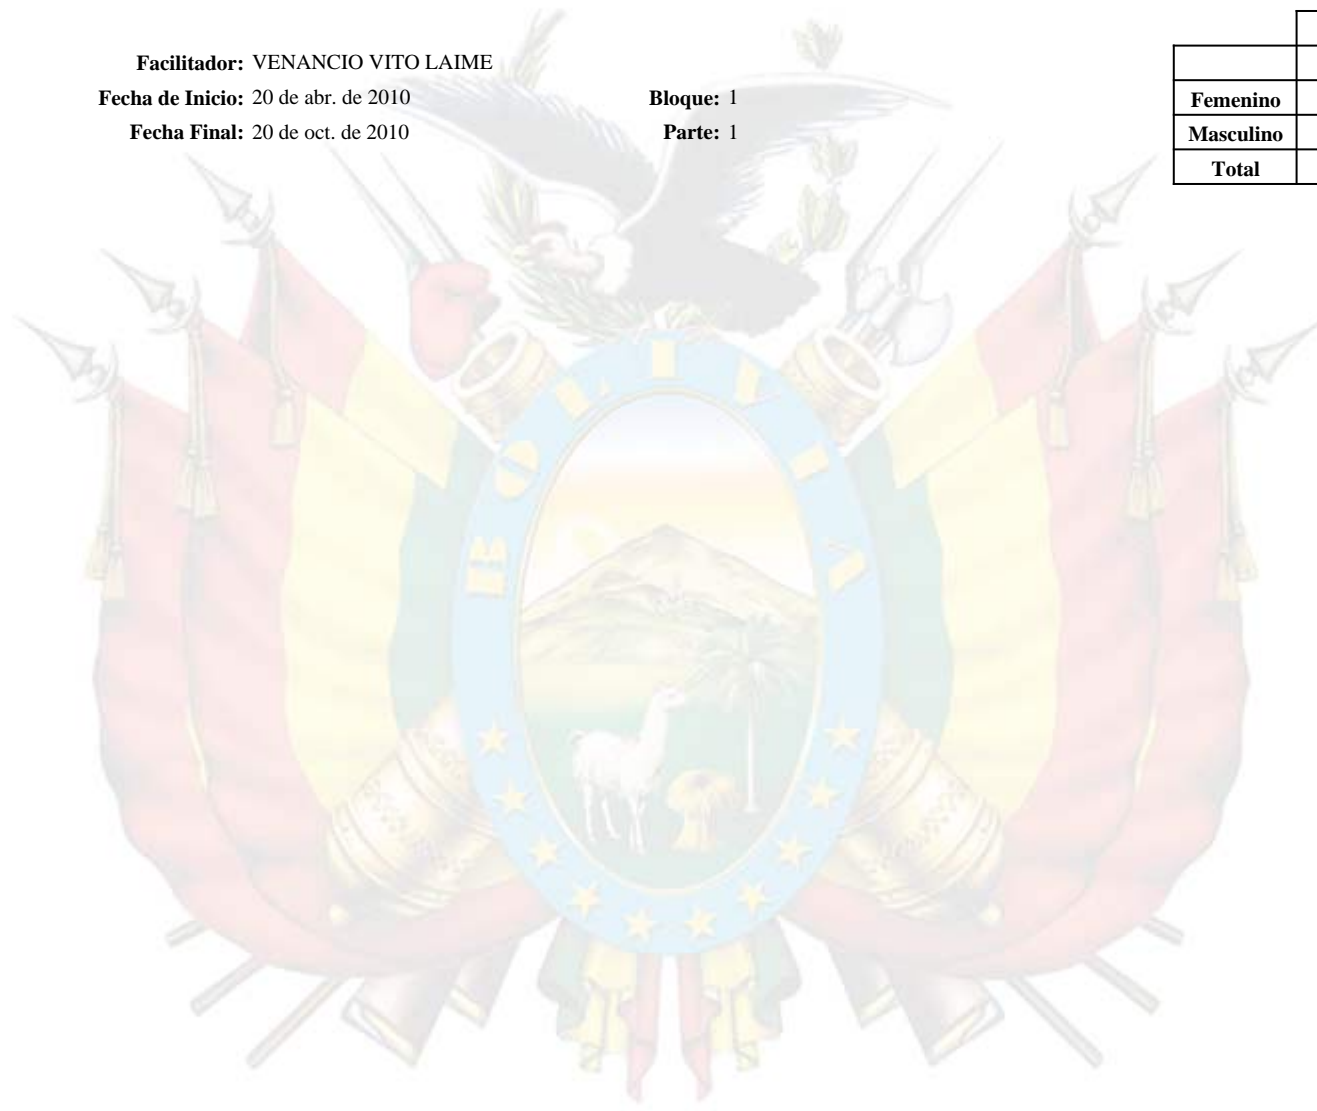 Facilitador: VENANCIO VITO LAIME
Fecha de Inicio: 20 de abr. de 2010
Bloque: 1
Fecha Final: 20 de oct. de 2010
Parte: 1
Femenino
Masculino
Total
BOLIVIA